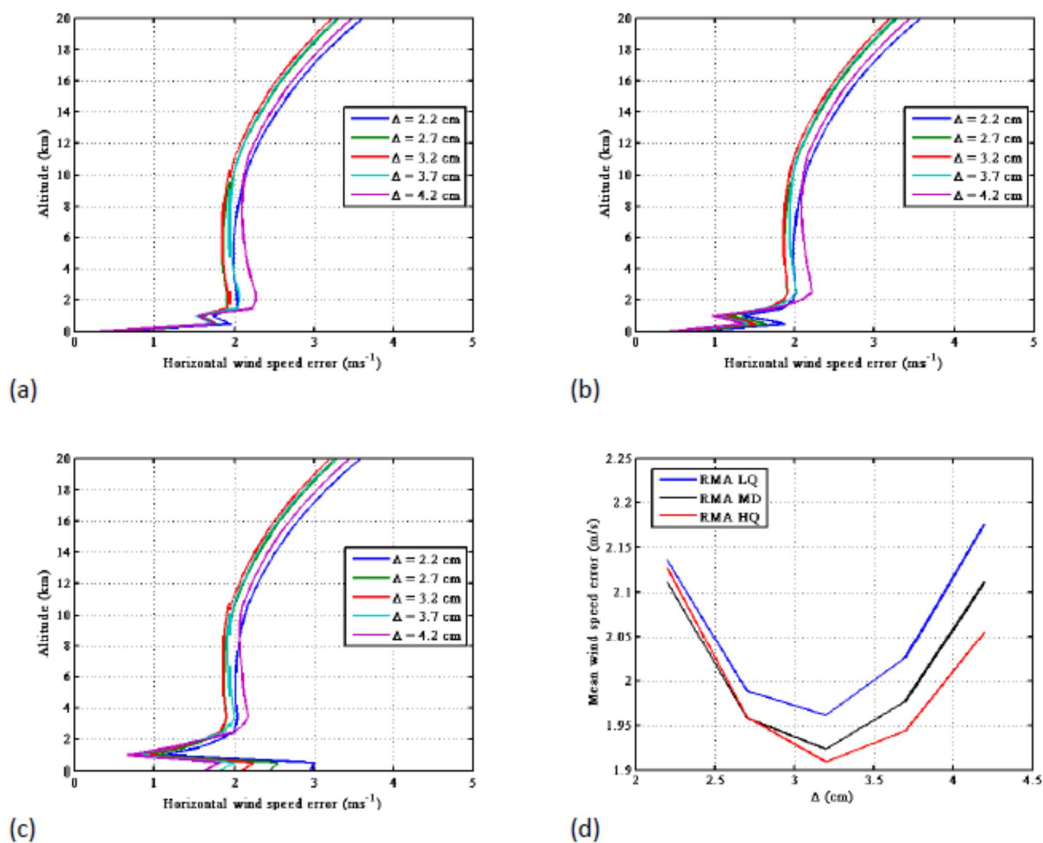 20
18
16
14
12
10
8
6
4
2
0
Altitude (km)
Δ = 2.2 cm
Δ = 2.7 cm
Δ = 3.2 cm
Δ = 3.7 cm
Δ = 4.2 cm
0 1 2 3 4 5
Horizontal wind speed error (ms⁻¹)
(a)
20
18
16
14
12
10
8
6
4
2
0
Altitude (km)
Δ = 2.2 cm
Δ = 2.7 cm
Δ = 3.2 cm
Δ = 3.7 cm
Δ = 4.2 cm
0 1 2 3 4 5
Horizontal wind speed error (ms⁻¹)
(b)
20
18
16
14
12
10
8
6
4
2
0
Altitude (km)
Δ = 2.2 cm
Δ = 2.7 cm
Δ = 3.2 cm
Δ = 3.7 cm
Δ = 4.2 cm
0 1 2 3 4 5
Horizontal wind speed error (ms⁻¹)
(c)
2.25
2.2
2.15
2.1
2.05
2
1.95
1.9
Mean wind speed error (m/s)
RMA LQ
RMA MD
RMA HQ
2 2.5 3 3.5 4 4.5
Δ (cm)
(d)